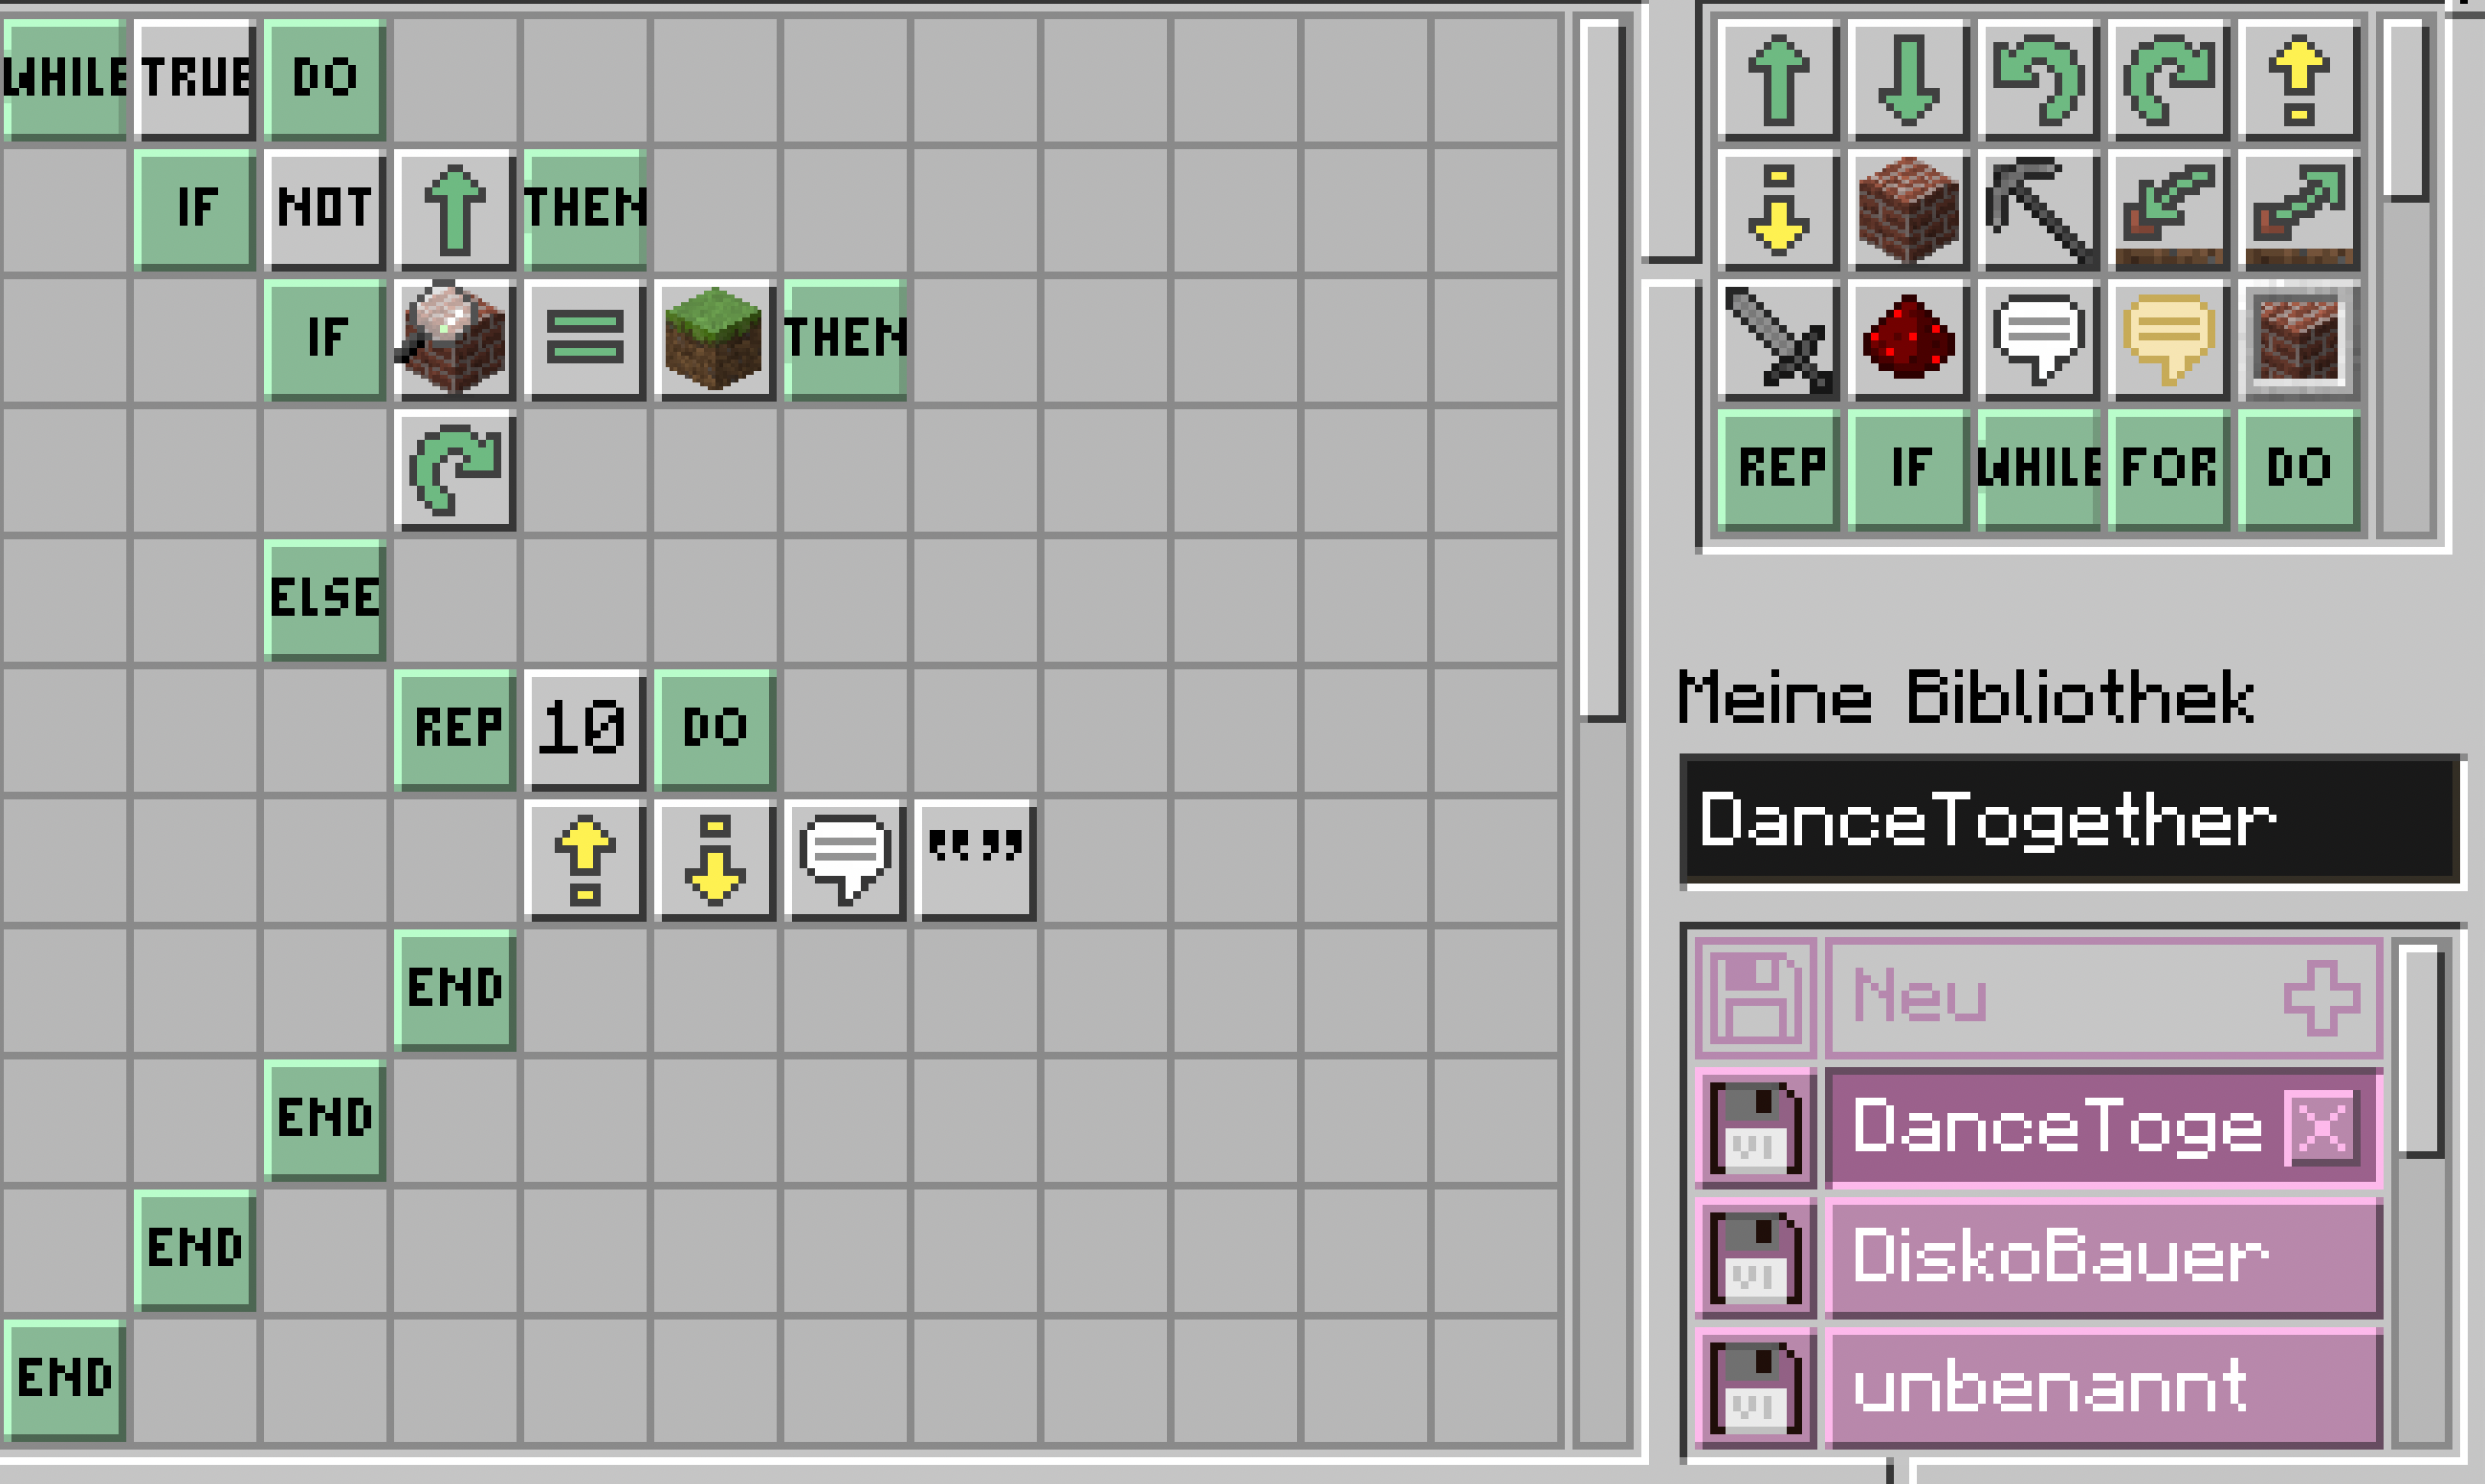 WHILE TRUE DO
IF NOT THEN
IF THEN
ELSE
REP 10 DO
"„
END
END
END
END
REP IF WHILE FOR DO
Meine Bibliothek
DanceTogether
Neu
DanceToge
DiskoBauer
unbenannt